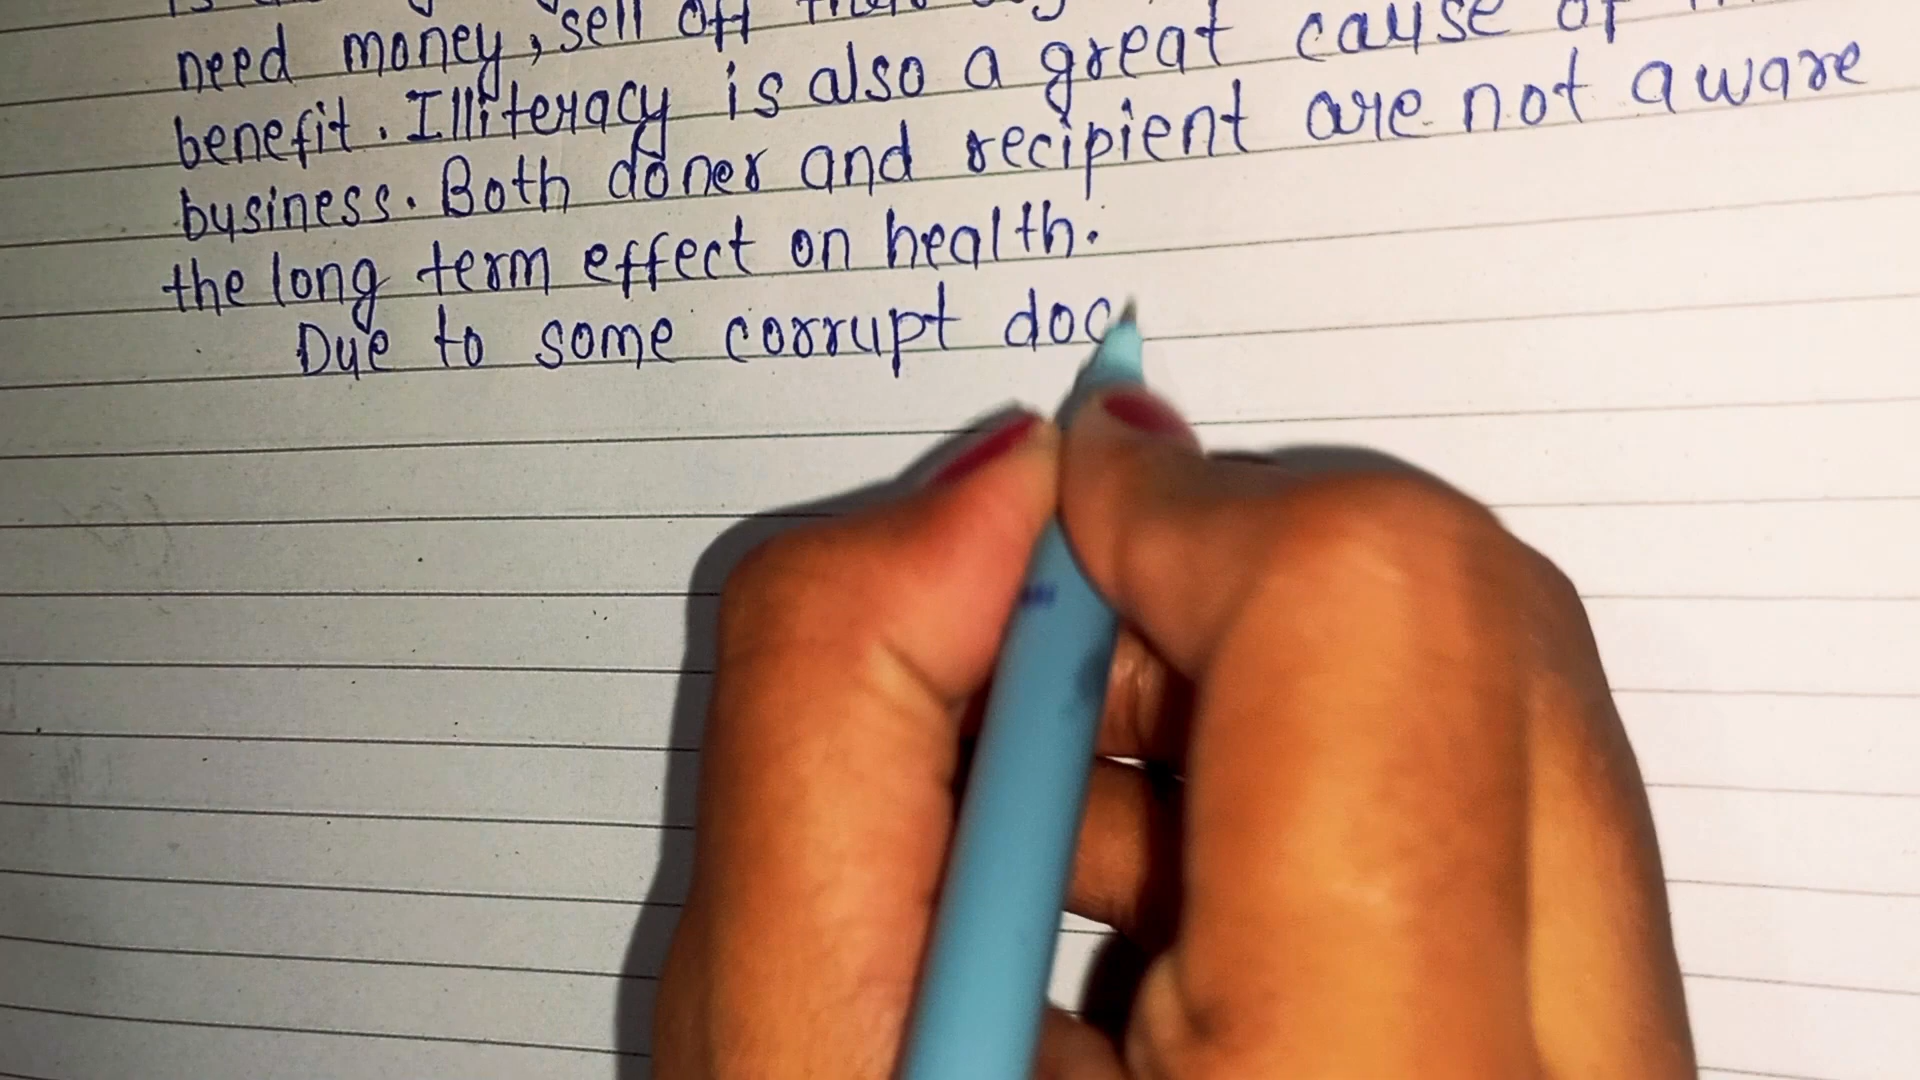 need money, sell off
benefit. Illiteracy is also a great cause of
business. Both doner and recipient are not aware
the long term effect on health.
Due to some corrupt doc